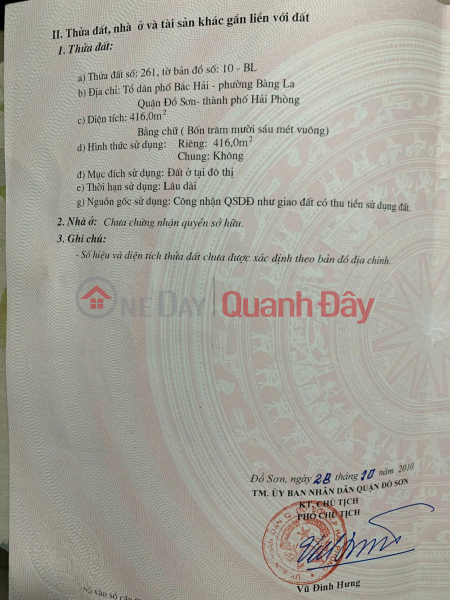 II. Thửa đất, nhà ở và tài sản khác gắn liền với đất
1. Thửa đất:
a) Thửa đất số: 261, tờ bản đồ số: 10 - BL
b) Địa chỉ: Tổ dân phố Bắc Hải - phường Bàng La
Quận Đồ Sơn- thành phố Hải Phòng
c) Diện tích: 416,0m²
Bằng chữ ( Bốn trăm mười sáu mét vuông)
d) Hình thức sử dụng: Riêng: 416,0m²
Chung: Không
đ) Mục đích sử dụng: Đất ở tại đô thị
e) Thời hạn sử dụng: Lâu dài
g) Nguồn gốc sử dụng: Công nhận QSDĐ như giao đất có thu tiền sử dụng đất.
2. Nhà ở: Chưa chứng nhận quyền sở hữu.
3. Ghi chú:
- Số hiệu và diện tích thửa đất chưa được xác định theo bản đồ địa chính.
ONEDAY Quanh Đây
Đồ Sơn, ngày 28 tháng 10 năm 2010
TM. ỦY BAN NHÂN DÂN QUẬN ĐỒ SƠN
KT. CHỦ TỊCH
PHÓ CHỦ TỊCH
Vũ Đình Hưng
vào sổ